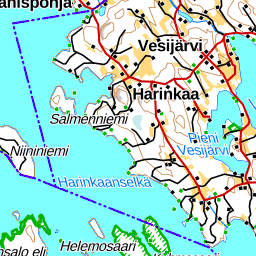 Vesijärvi
Harinkaa
Salmenniemi
Pieni
Vesijärvi
Niiniemi
Harinkaanselkä
Helemosaari